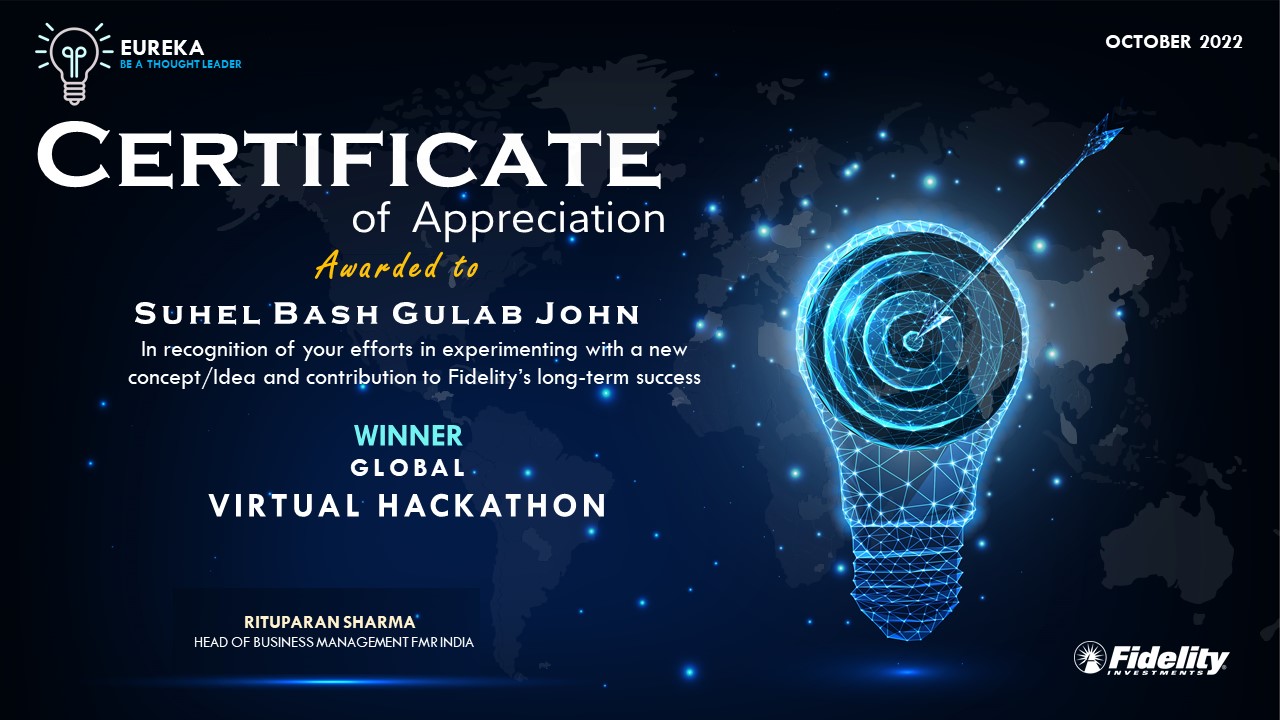 EUREKA
BE A THOUGHT LEADER
OCTOBER 2022
CERTIFICATE
of Appreciation
Awarded to
SUHEL BASH GULAB JOHN
In recognition of your efforts in experimenting with a new
concept/Idea and contribution to Fidelity's long-term success
WINNER
GLOBAL
VIRTUAL HACKATHON
RITUPARAN SHARMA
HEAD OF BUSINESS MANAGEMENT FMR INDIA
Fidelity
INVESTMENTS